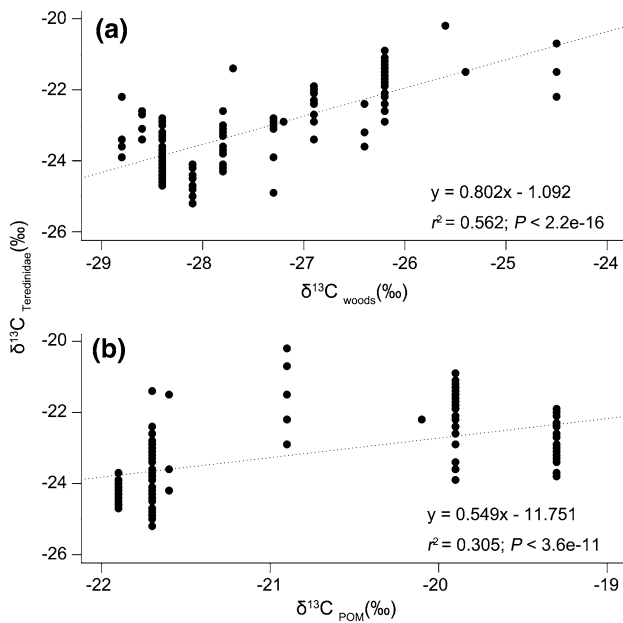 (a)
-20
-22
-24
-26
-29 -28 -27 -26 -25 -24
y = 0.802x - 1.092
r² = 0.562; P < 2.2e-16
δ¹³C woods(‰)
δ¹³C Teredinidae(‰)
(b)
-20
-22
-24
-26
-22 -21 -20 -19
y = 0.549x - 11.751
r² = 0.305; P < 3.6e-11
δ¹³C POM(‰)